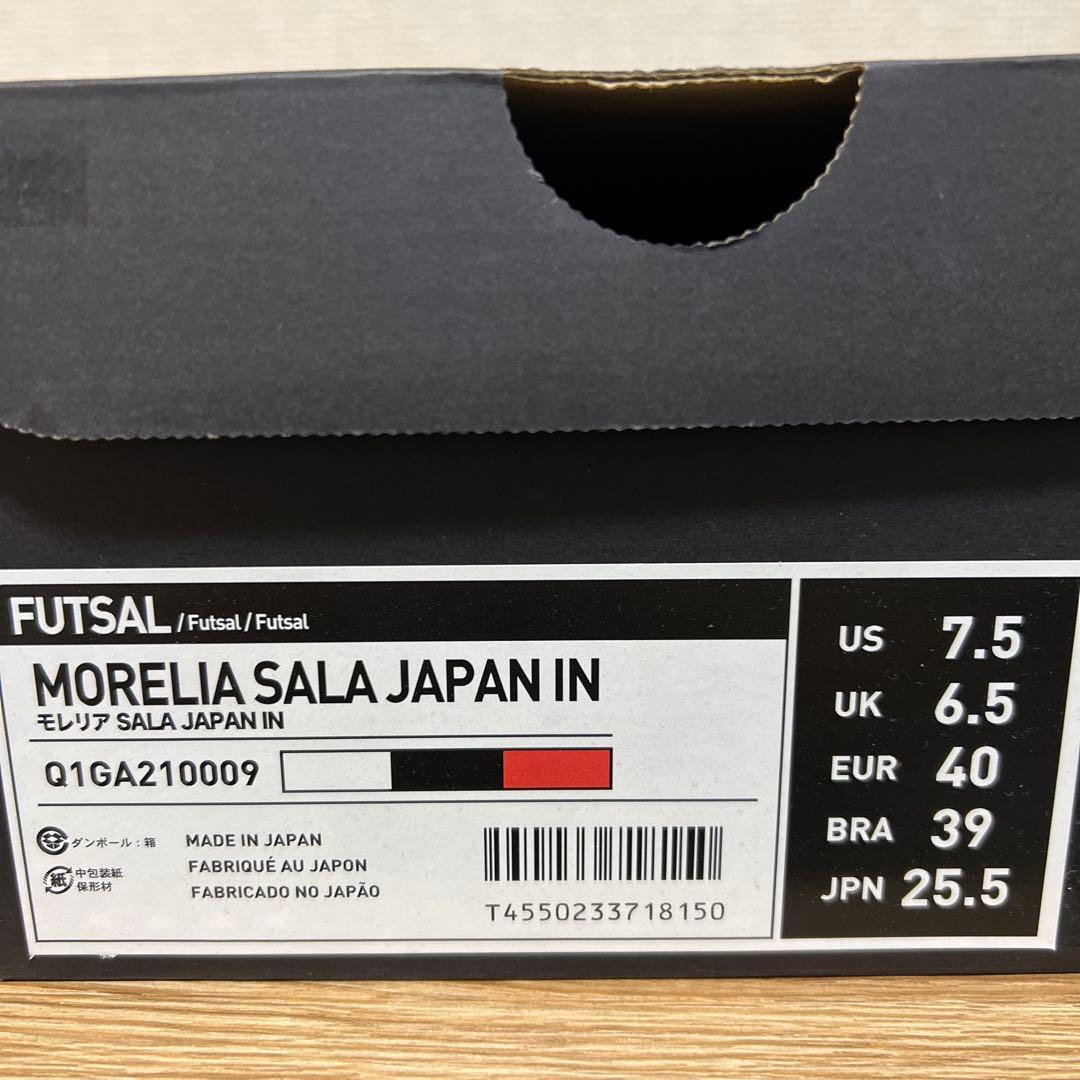 FUTSAL / Futsal / Futsal
MORELIA SALA JAPAN IN
モレリア SALA JAPAN IN
Q1GA210009
ダンボール：箱
紙
中包装紙
保形材
MADE IN JAPAN
FABRIQUÉ AU JAPON
FABRICADO NO JAPÃO
T4550233718150
US 7.5
UK 6.5
EUR 40
BRA 39
JPN 25.5